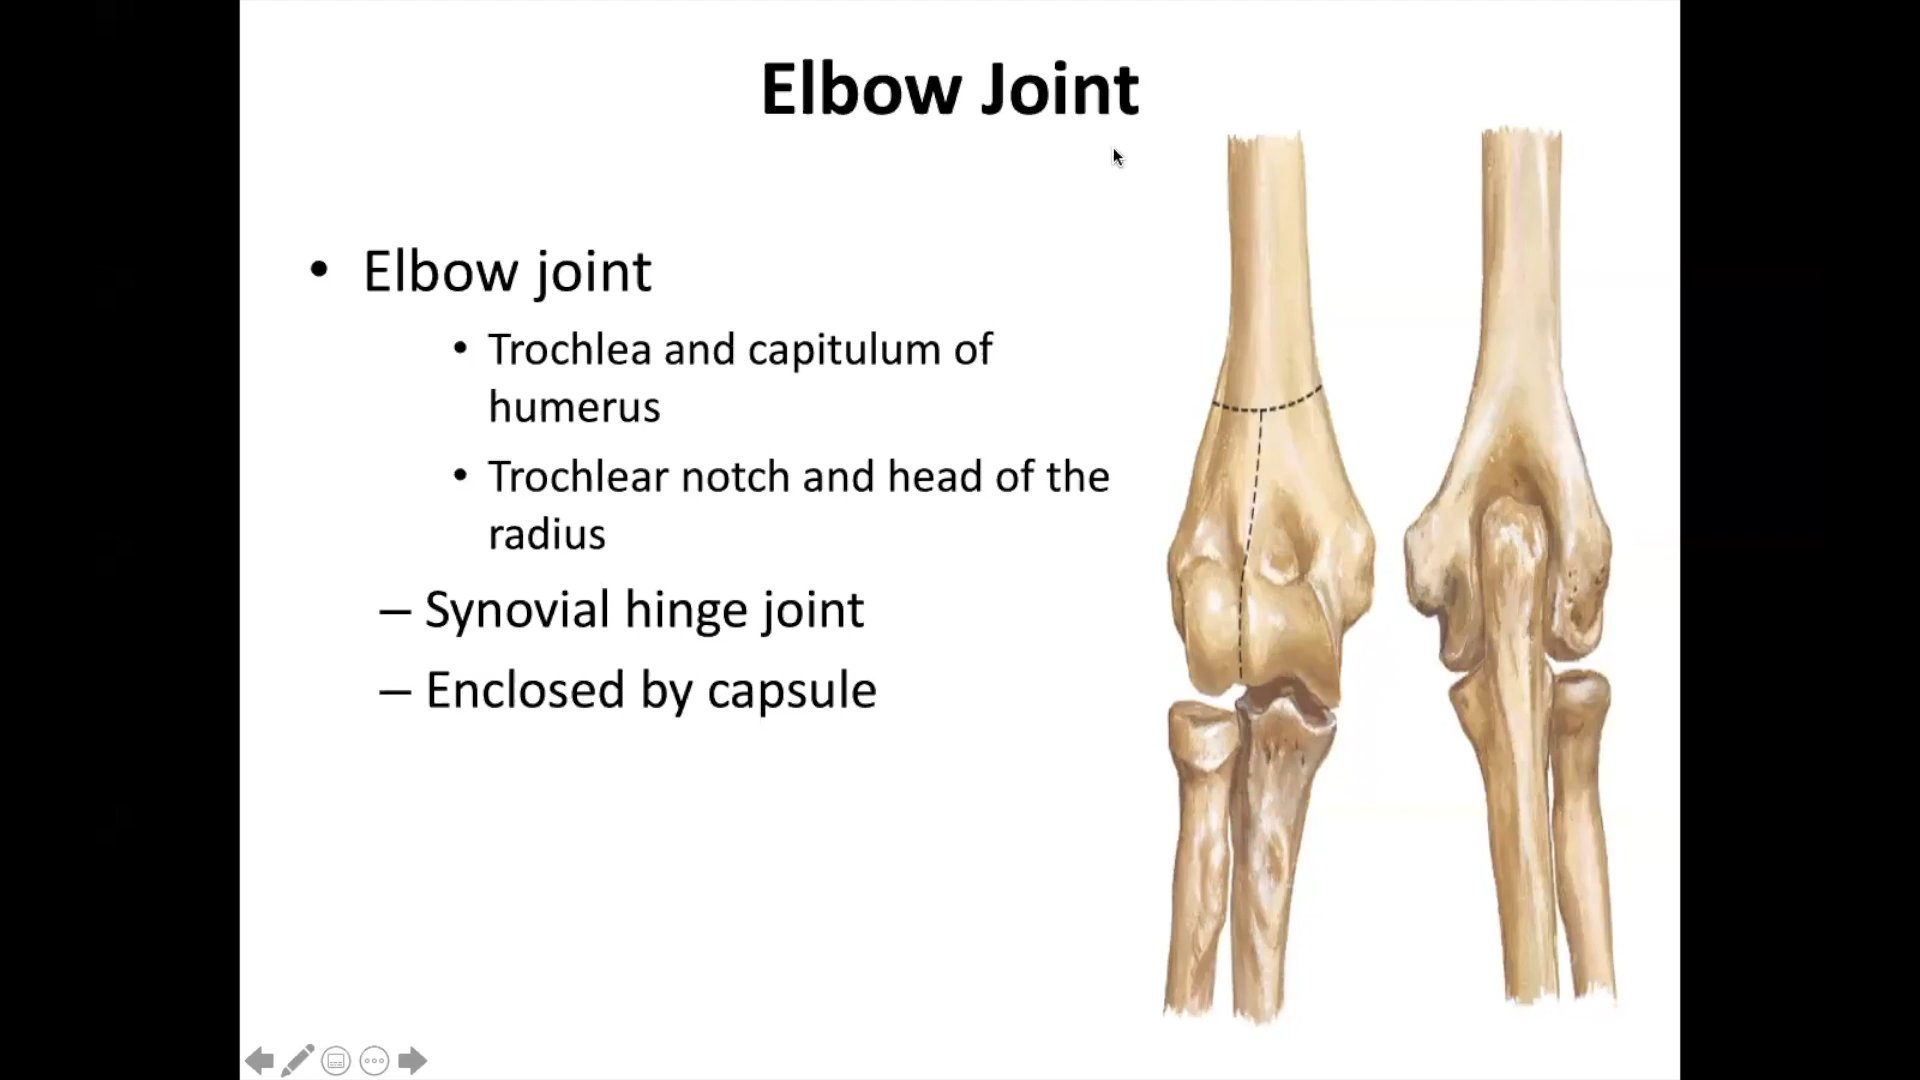 Elbow Joint
• Elbow joint
• Trochlea and capitulum of
humerus
• Trochlear notch and head of the
radius
– Synovial hinge joint
– Enclosed by capsule